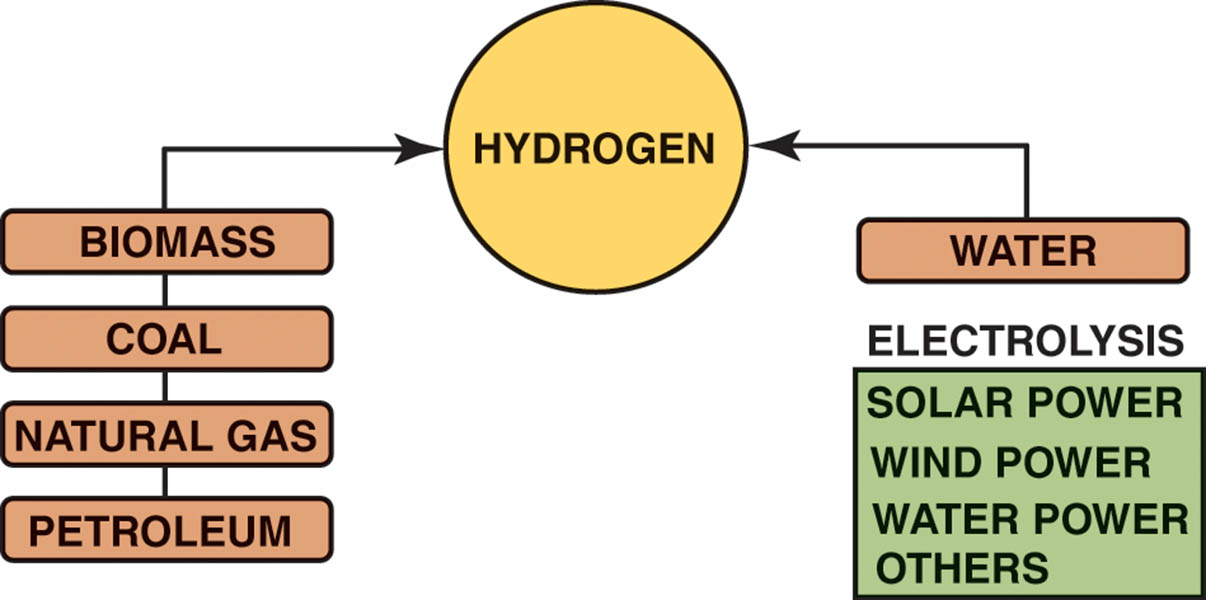 HYDROGEN
BIOMASS
COAL
NATURAL GAS
PETROLEUM
WATER
ELECTROLYSIS
SOLAR POWER
WIND POWER
WATER POWER
OTHERS